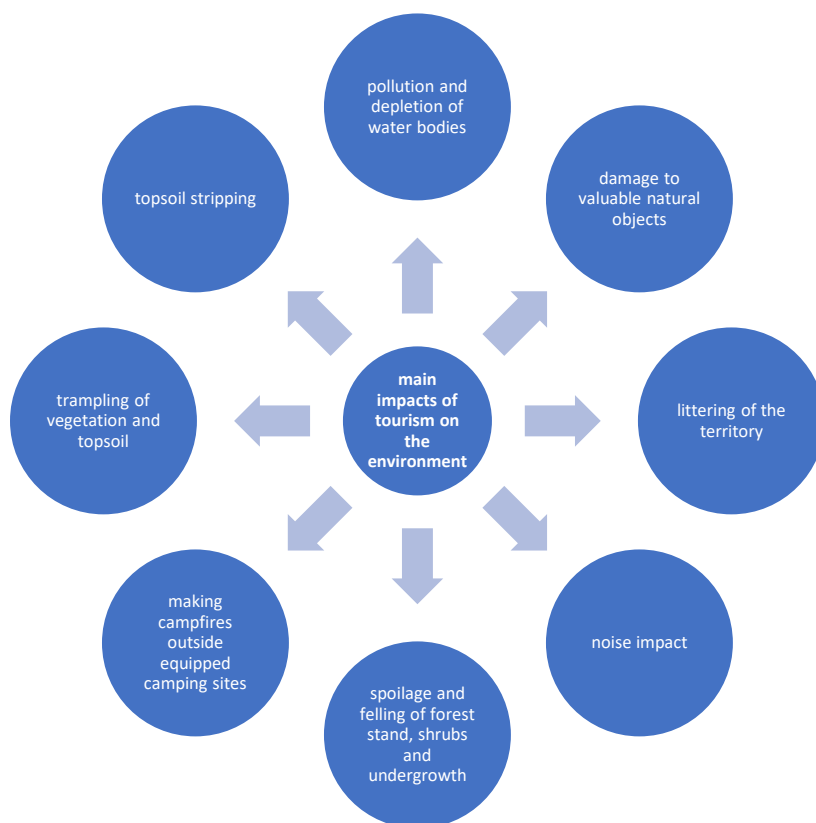 pollution and
depletion of
water bodies
damage to
valuable natural
objects
littering of the
territory
noise impact
spoilage and
felling of forest
stand, shrubs
and
undergrowth
making
campfires
outside
equipped
camping sites
trampling of
vegetation and
topsoil
topsoil stripping
main
impacts of
tourism on
the
environment